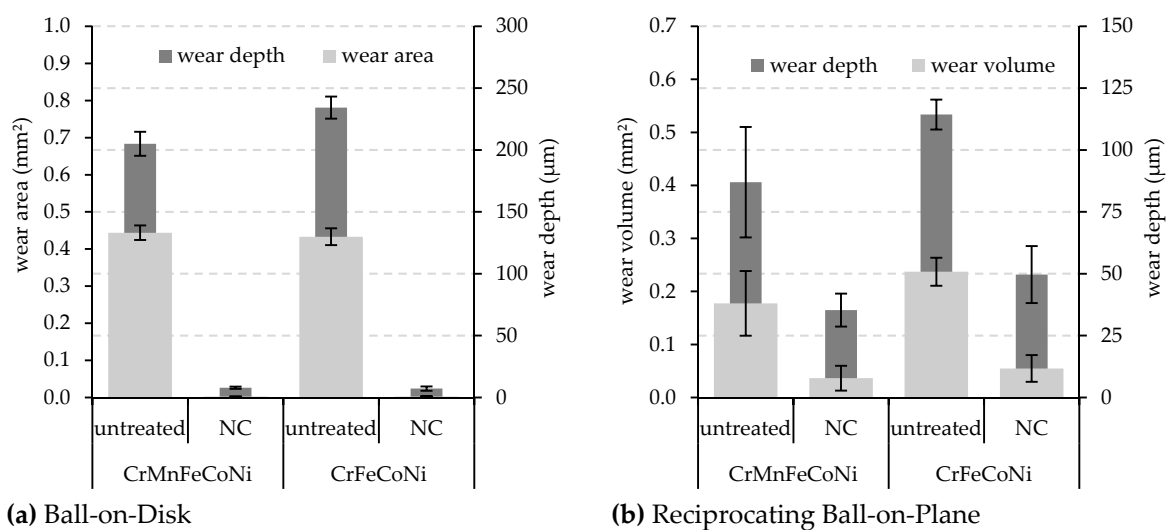 1.0
0.9
0.8
0.7
0.6
0.5
0.4
0.3
0.2
0.1
0.0
wear area (mm²)
wear depth
wear area
300
250
200
150
100
50
0
wear depth (µm)
untreated NC untreated NC
CrMnFeCoNi CrFeCoNi
(a) Ball-on-Disk
0.7
0.6
0.5
0.4
0.3
0.2
0.1
0.0
wear volume (mm²)
wear depth wear volume
150
125
100
75
50
25
0
wear depth (µm)
untreated NC untreated NC
CrMnFeCoNi CrFeCoNi
(b) Reciprocating Ball-on-Plane